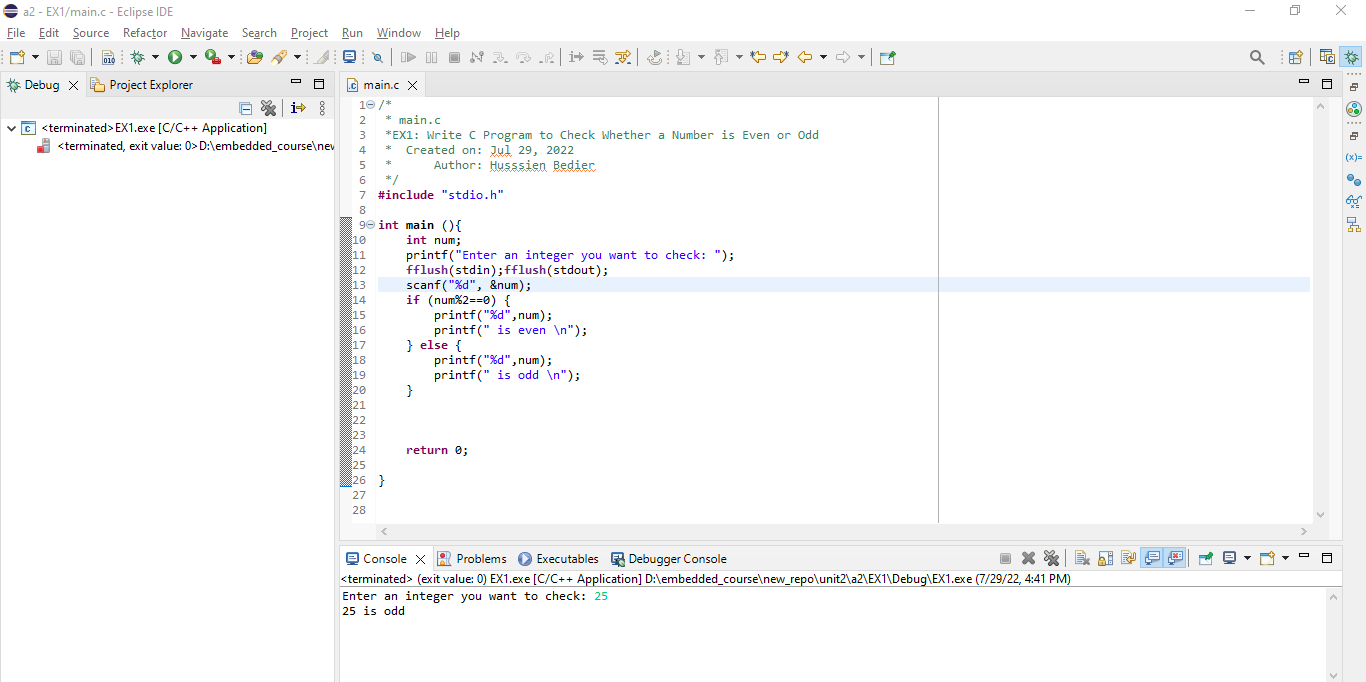 a2 - EX1/main.c - Eclipse IDE
File Edit Source Refactor Navigate Search Project Run Window Help
Debug Project Explorer
main.c
<terminated>EX1.exe [C/C++ Application]
<terminated, exit value: 0>D:\embedded_course\new
1 /*
2 * main.c
3 *EX1: Write C Program to Check Whether a Number is Even or Odd
4 * Created on: Jul 29, 2022
5 * Author: Husssien Bedier
6 */
7 #include "stdio.h"
8
9 int main (){
10 int num;
11 printf("Enter an integer you want to check: ");
12 fflush(stdin);fflush(stdout);
13 scanf("%d", &num);
14 if (num%2==0) {
15 printf("%d",num);
16 printf(" is even \n");
17 } else {
18 printf("%d",num);
19 printf(" is odd \n");
20 }
21
22
23
24 return 0;
25
26 }
27
28
Console Problems Executables Debugger Console
<terminated> (exit value: 0) EX1.exe [C/C++ Application] D:\embedded_course\new_repo\unit2\a2\EX1\Debug\EX1.exe (7/29/22, 4:41 PM)
Enter an integer you want to check: 25
25 is odd